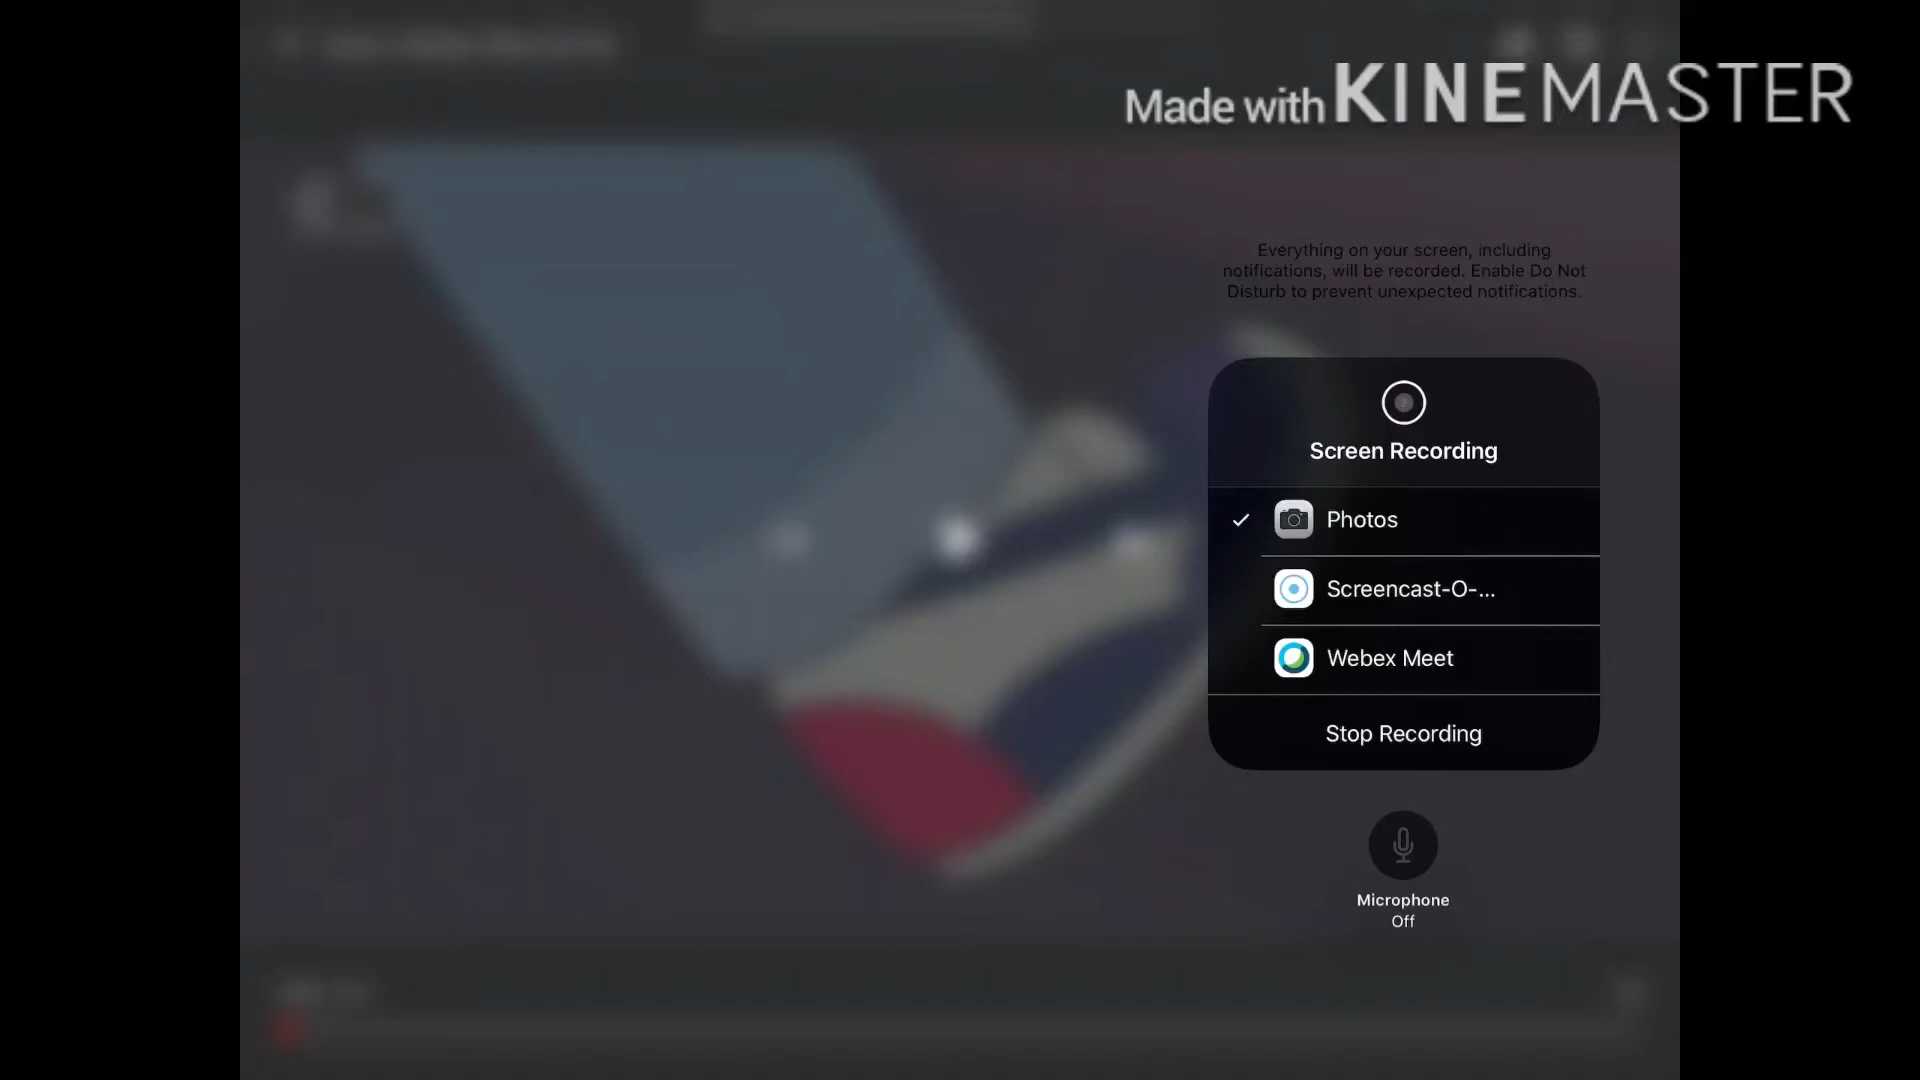 Made with KINEMASTER
Everything on your screen, including
notifications, will be recorded. Enable Do Not
Disturb to prevent unexpected notifications.
Screen Recording
Photos
Screencast-O-...
Webex Meet
Stop Recording
Microphone
Off